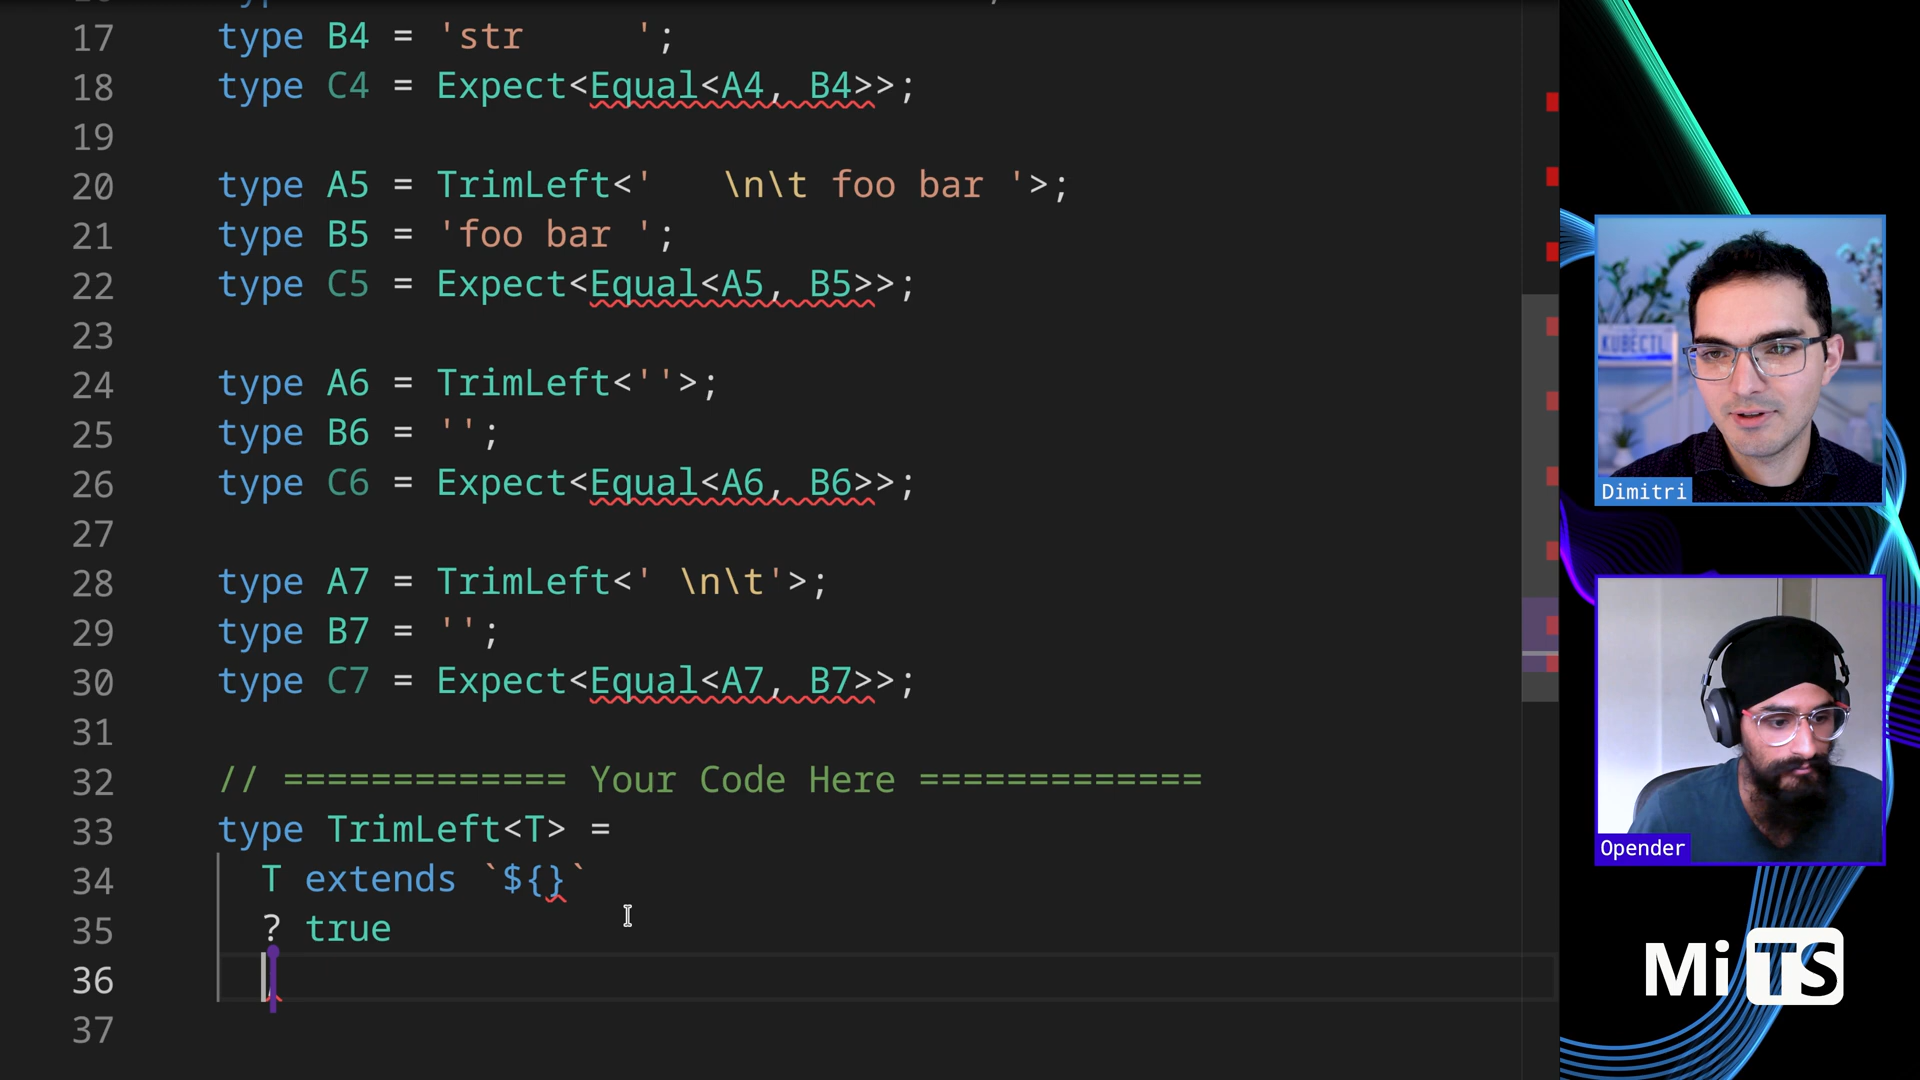 17 type B4 = 'str     ';
18 type C4 = Expect<Equal<A4, B4>>;
19
20 type A5 = TrimLeft<'   \n\t foo bar '>;
21 type B5 = 'foo bar ';
22 type C5 = Expect<Equal<A5, B5>>;
23
24 type A6 = TrimLeft<''>;
25 type B6 = '';
26 type C6 = Expect<Equal<A6, B6>>;
27
28 type A7 = TrimLeft<' \n\t'>;
29 type B7 = '';
30 type C7 = Expect<Equal<A7, B7>>;
31
32 // ============= Your Code Here =============
33 type TrimLeft<T> =
34 T extends `${}`
35 ? true
36
37
KUBECTL
Dimitri
Opender
MiTS